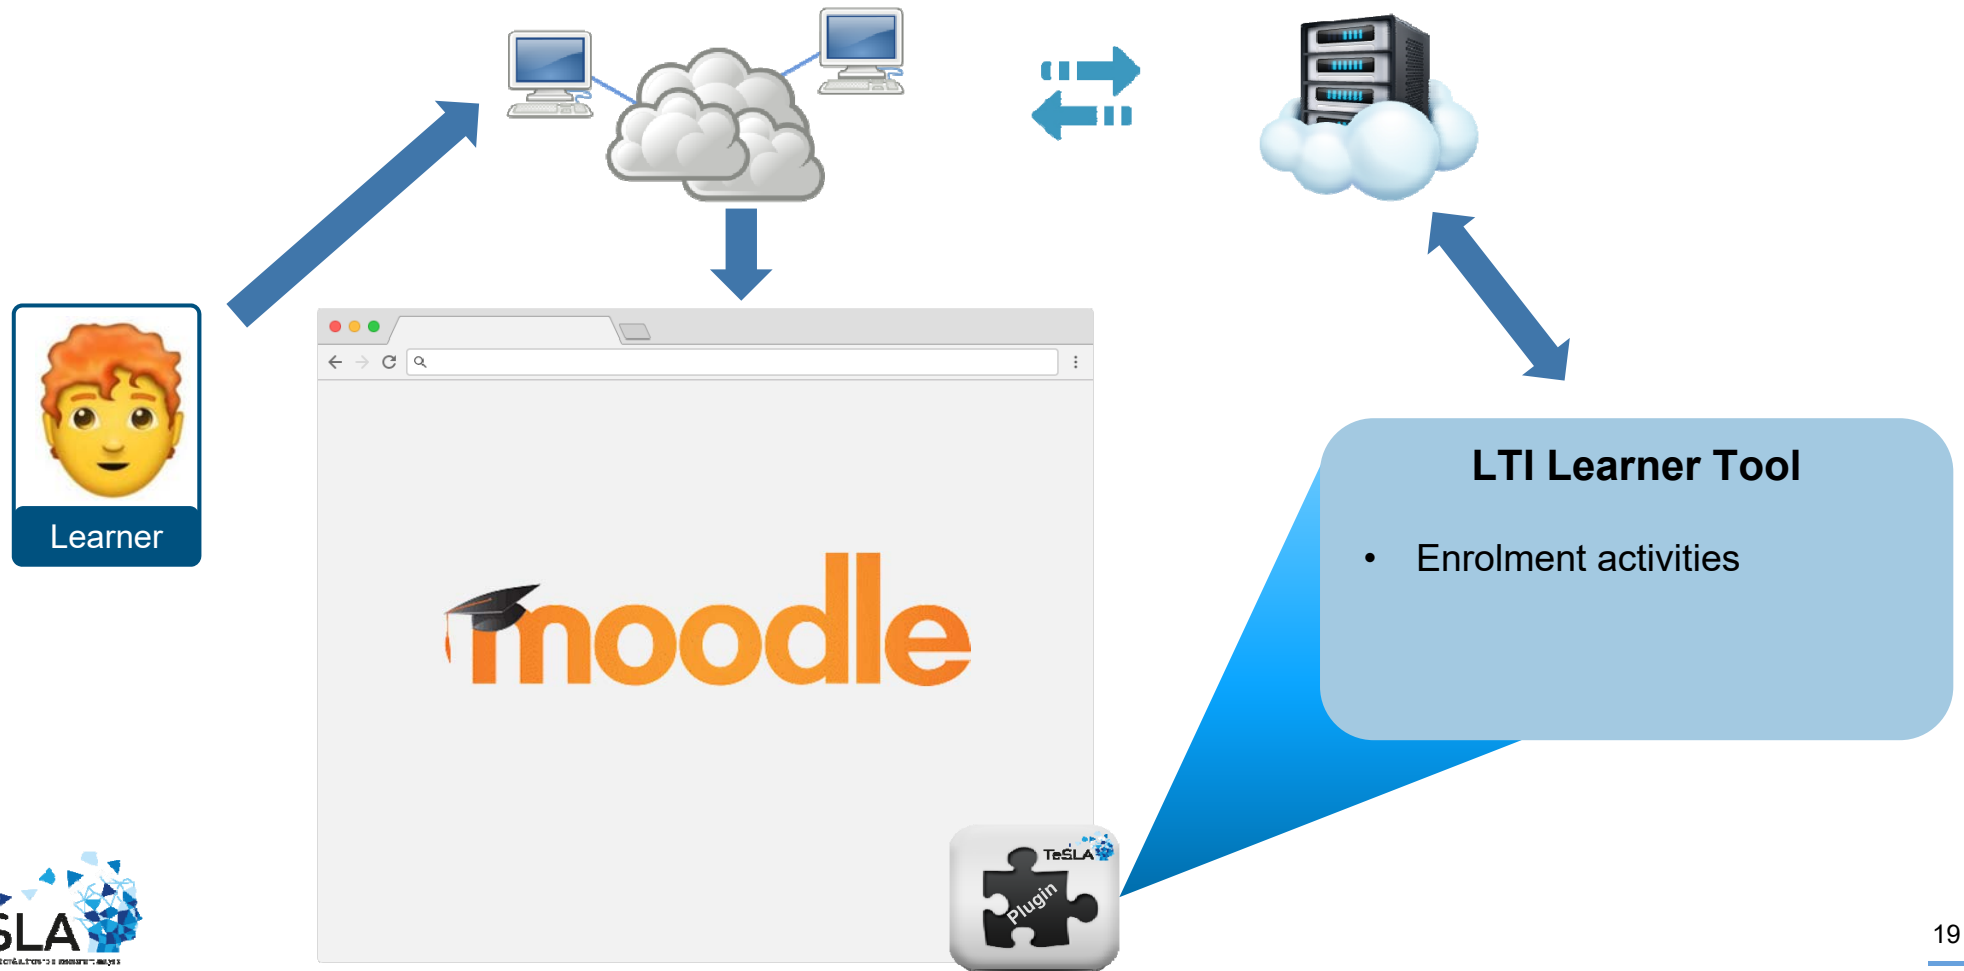 Learner
moodle
LTI Learner Tool
• Enrolment activities
TeSLA
Plugin
SLA
19